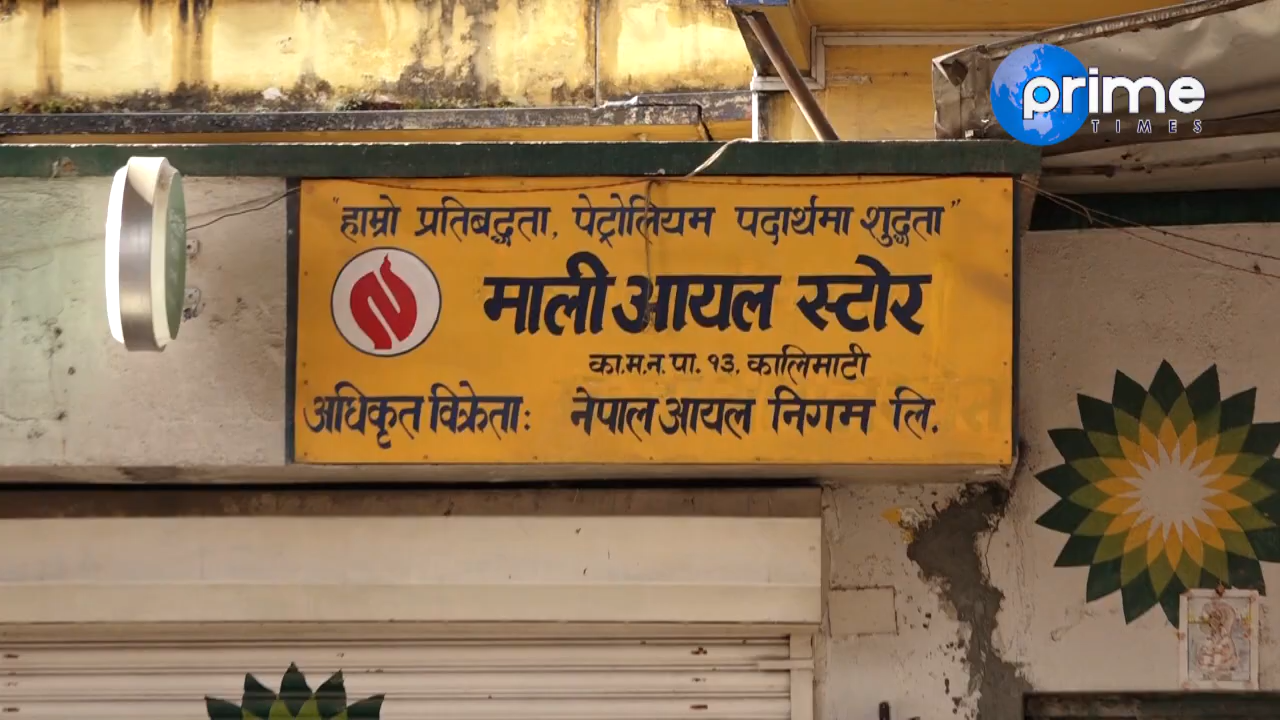 prime
TIMES
"हाम्रो प्रतिबद्धता, पेट्रोलियम पदार्थमा शुद्धता"
माली आयल स्टोर
का.म.न.पा. १३. कालिमाटी
अधिकृत विक्रेताः नेपाल आयल निगम लि.